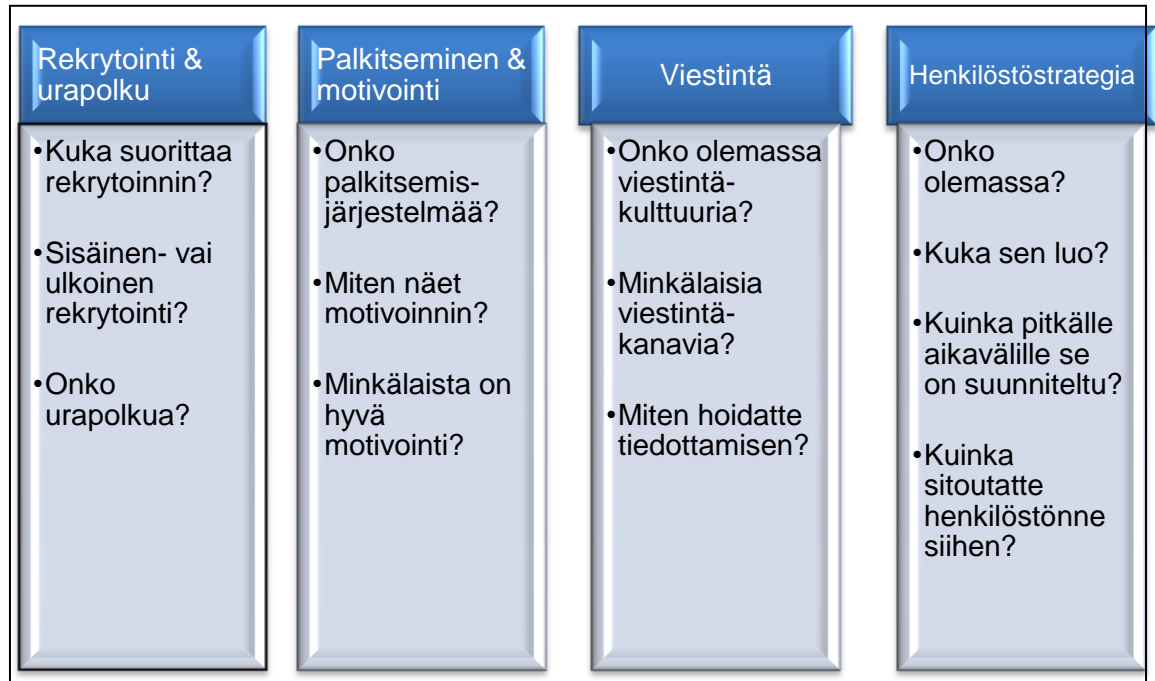 Rekrytointi &
urapolku
•Kuka suorittaa
rekrytoinnin?
•Sisäinen- vai
ulkoinen
rekrytointi?
•Onko
urapolkua?
Palkitseminen &
motivointi
•Onko
palkitsemis-
järjestelmää?
•Miten näet
motivoinnin?
•Minkälaista on
hyvä
motivointi?
Viestintä
•Onko olemassa
viestintä-
kulttuuria?
•Minkälaisia
viestintä-
kanavia?
•Miten hoidatte
tiedottamisen?
Henkilöstöstrategia
•Onko
olemassa?
•Kuka sen luo?
•Kuinka pitkälle
aikavälille se
on suunniteltu?
•Kuinka
sitoutatte
henkilöstönne
siihen?